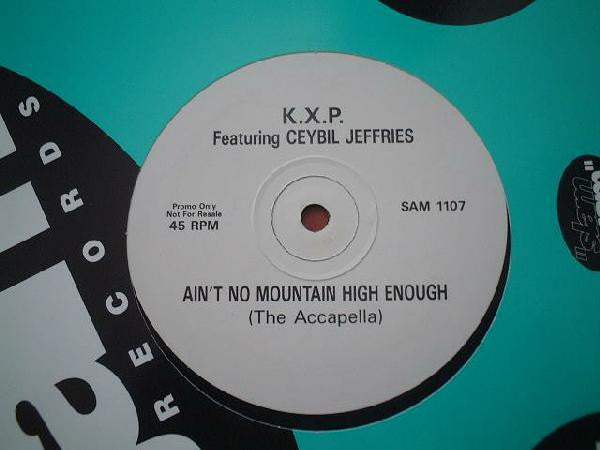 K.X.P.
Featuring CEYBIL JEFFRIES
Promo Only
Not For Resale
45 RPM
SAM 1107
AIN'T NO MOUNTAIN HIGH ENOUGH
(The Accapella)
RECORDS
"slam